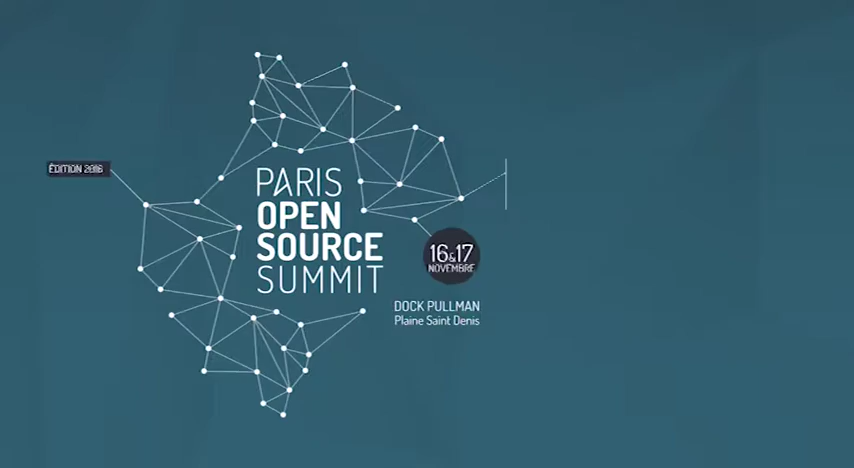 ÉDITION 2016
PARIS
OPEN
SOURCE
SUMMIT
16&17
NOVEMBRE
DOCK PULLMAN
Plaine Saint Denis